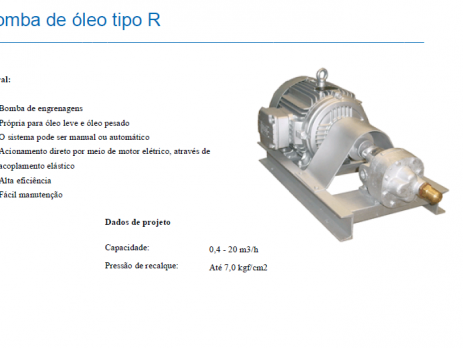 omba de óleo tipo R
ral:
Bomba de engrenagens
Própria para óleo leve e óleo pesado
O sistema pode ser manual ou automático
Acionamento direto por meio de motor elétrico, através de
acoplamento elástico
Alta eficiência
Fácil manutenção
Dados de projeto
Capacidade: 0,4 - 20 m3/h
Pressão de recalque: Até 7,0 kgf/cm2